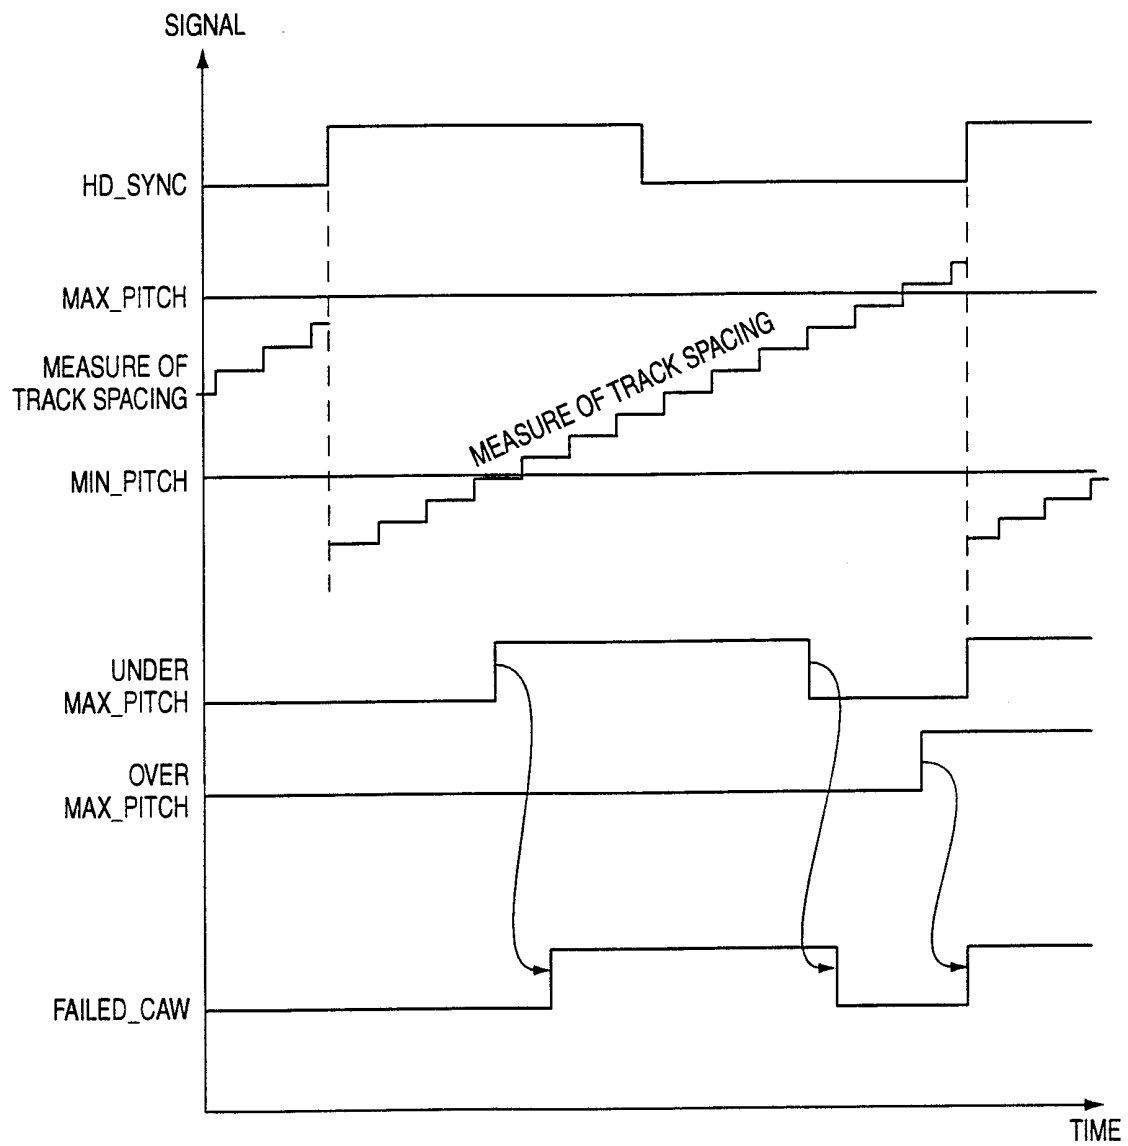 SIGNAL
HD_SYNC
MAX_PITCH
MEASURE OF
TRACK SPACING
MEASURE OF TRACK SPACING
MIN_PITCH
UNDER
MAX_PITCH
OVER
MAX_PITCH
FAILED_CAW
TIME